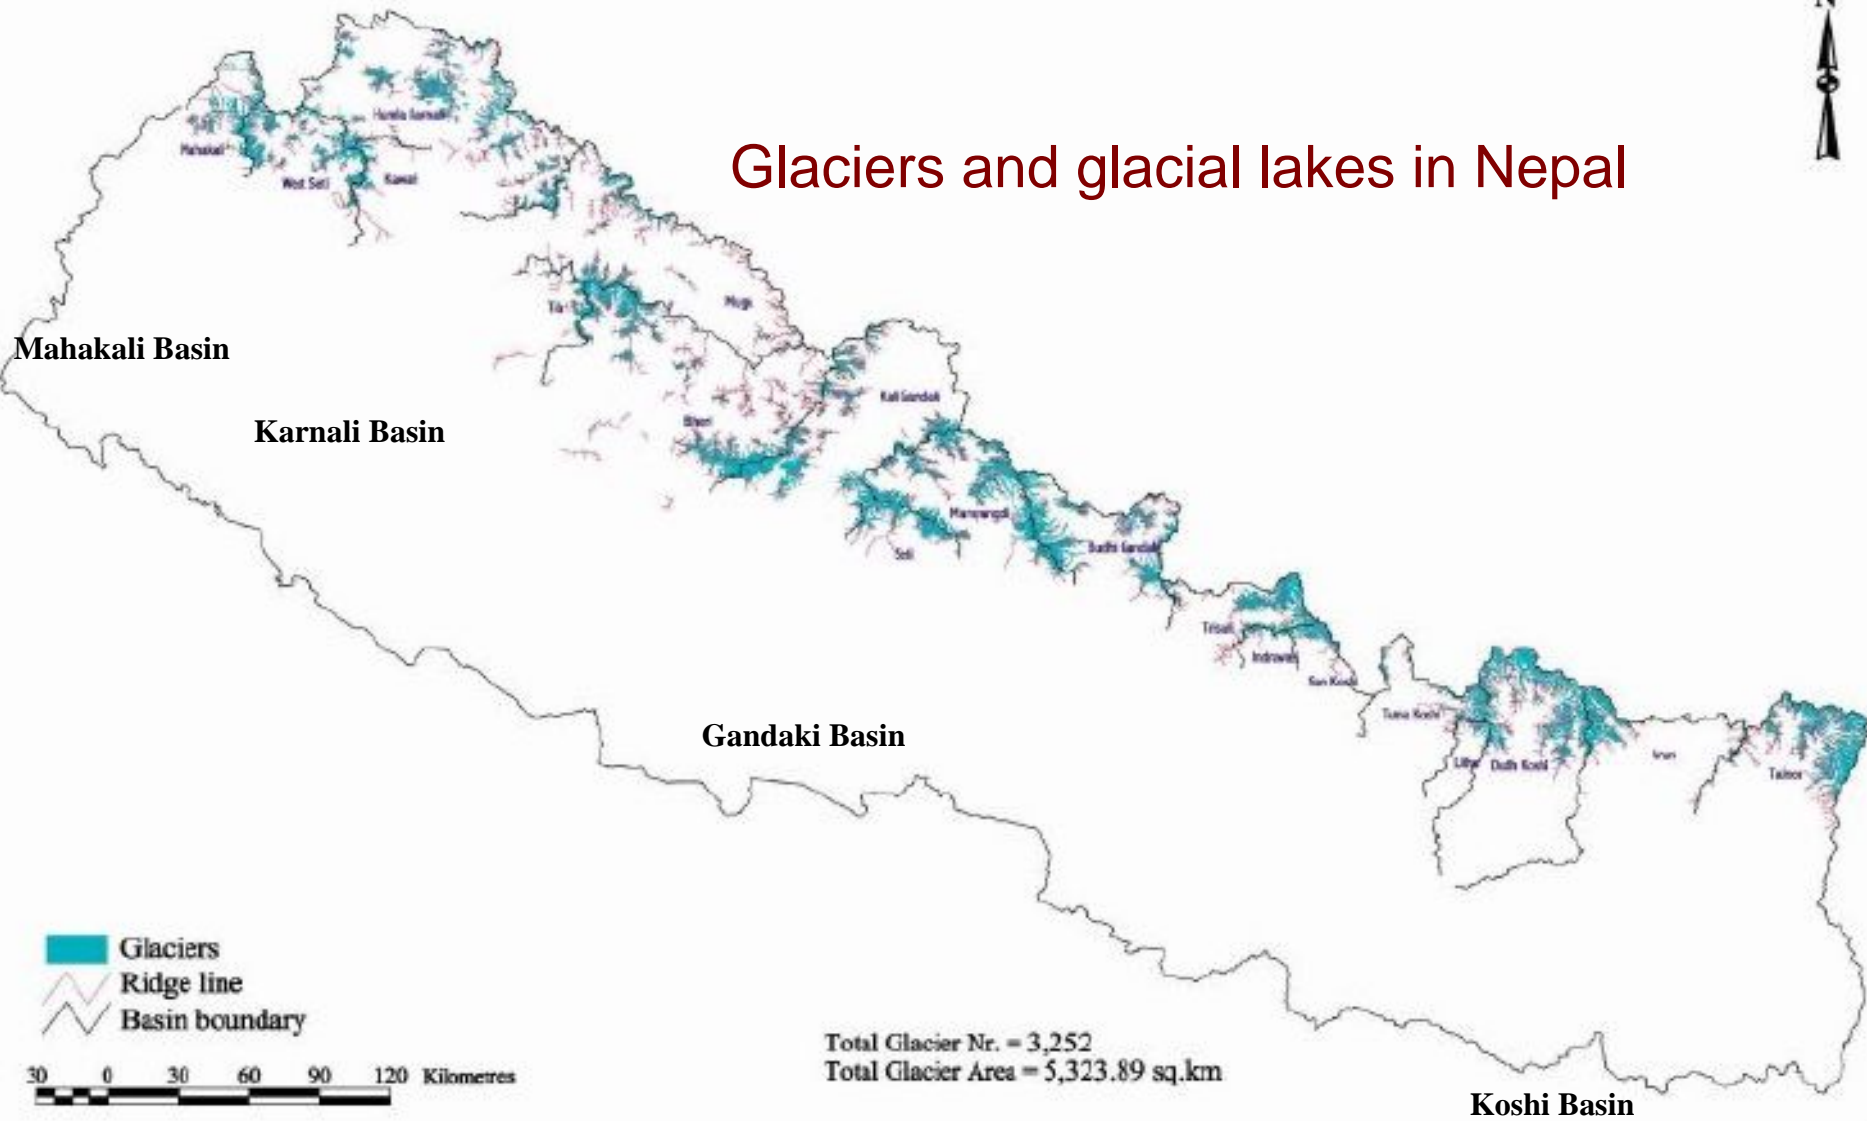 N
Glaciers and glacial lakes in Nepal
Humla Karnali
Mahakali
West Seti
Kawali
Mugu
Mahakali Basin
Kali Gandaki
Karnali Basin
Bheri
Marsyangdi
Seti
Budhi Gandaki
Trisuli
Indrawati
Sun Koshi
Tama Koshi
Gandaki Basin
Likhu
Dudh Koshi
Arun
Tamor
Glaciers
Ridge line
Basin boundary
30 0 30 60 90 120 Kilometres
Total Glacier Nr. = 3,252
Total Glacier Area = 5,323.89 sq.km
Koshi Basin